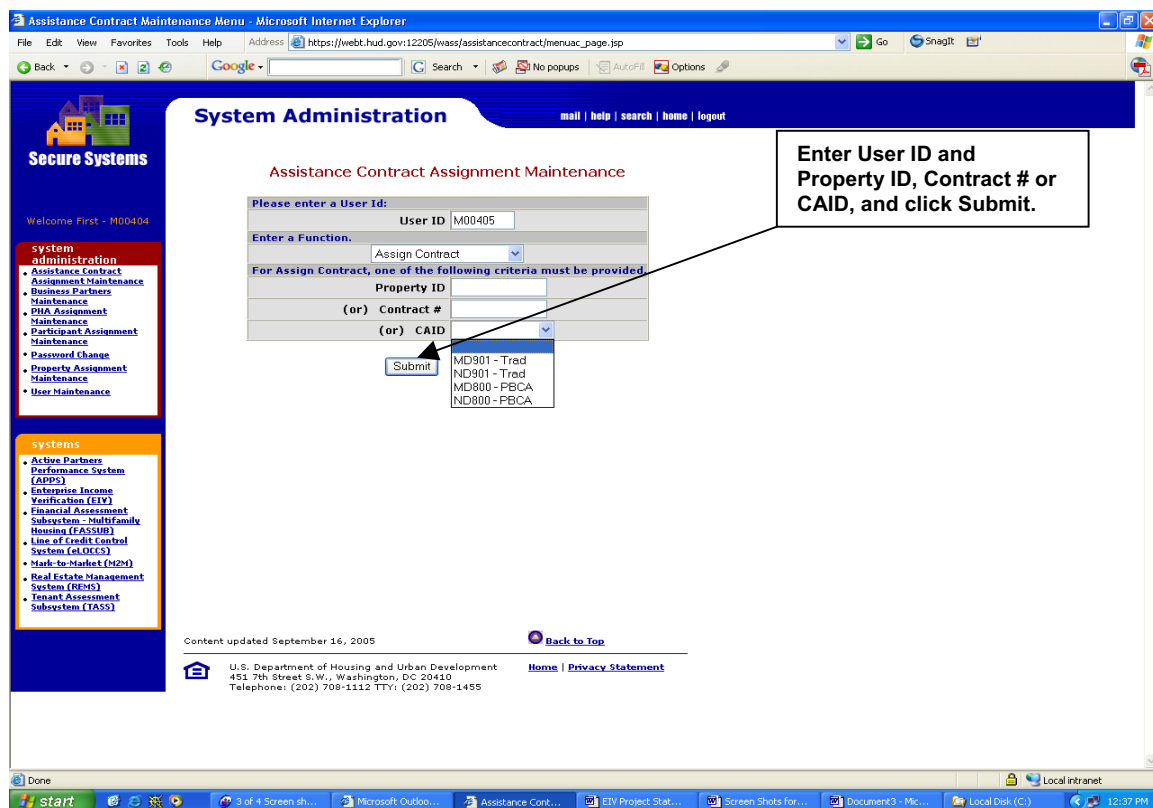 Assistance Contract Maintenance Menu - Microsoft Internet Explorer
File Edit View Favorites Tools Help Address https://webt.hud.gov:12205/wass/assistancecontract/menuac_page.jsp Go SnagIt
Back Google Search No popups AutoFill Options
System Administration
mail | help | search | home | logout
Secure Systems
Welcome First - M00404
system
administration
Assistance Contract
Assignment Maintenance
Business Partners
Maintenance
PHA Assignment
Maintenance
Participant Assignment
Maintenance
Password Change
Property Assignment
Maintenance
User Maintenance
systems
Active Partners
Performance System
(APPS)
Enterprise Income
Verification (EIV)
Financial Assessment
Subsystem - Multifamily
Housing (FASSUB)
Line of Credit Control
System (eLOCCS)
Mark-to-Market (M2M)
Real Estate Management
System (REMS)
Tenant Assessment
Subsystem (TASS)
Assistance Contract Assignment Maintenance
Please enter a User Id:
User ID M00405
Enter a Function.
Assign Contract
For Assign Contract, one of the following criteria must be provided.
Property ID
(or) Contract #
(or) CAID
MD901 - Trad
ND901 - Trad
MD800 - PBCA
ND800 - PBCA
Submit
Enter User ID and
Property ID, Contract # or
CAID, and click Submit.
Content updated September 16, 2005
Back to Top
U.S. Department of Housing and Urban Development
451 7th Street S.W., Washington, DC 20410
Telephone: (202) 708-1112 TTY: (202) 708-1455
Home | Privacy Statement
Done Local intranet
start 3 of 4 Screen sh... Microsoft Outloo... Assistance Cont... EIV Project Stat... Screen Shots for... Document3 - Mic... Local Disk (C:) 12:37 PM